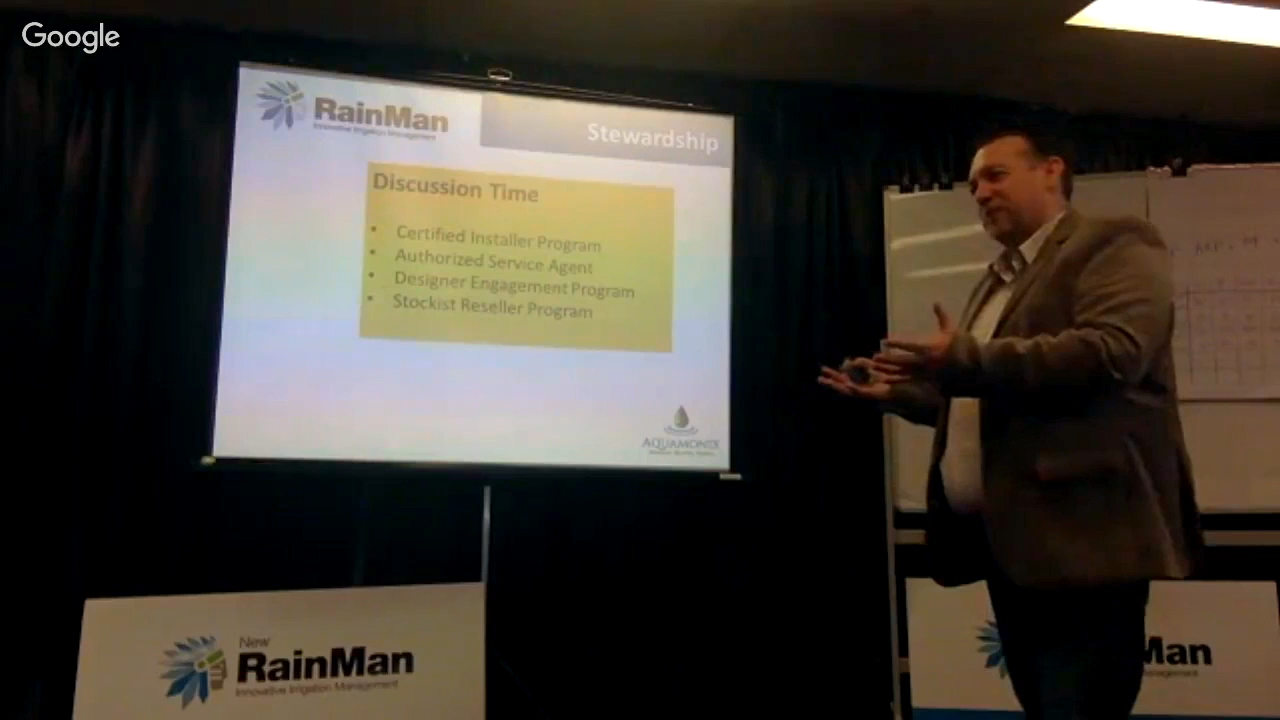 Google
RainMan
Innovative Irrigation Management
Stewardship
Discussion Time
• Certified Installer Program
• Authorized Service Agent
• Designer Engagement Program
• Stockist Reseller Program
AQUAMONIX
New
RainMan
Innovative Irrigation Management
Man